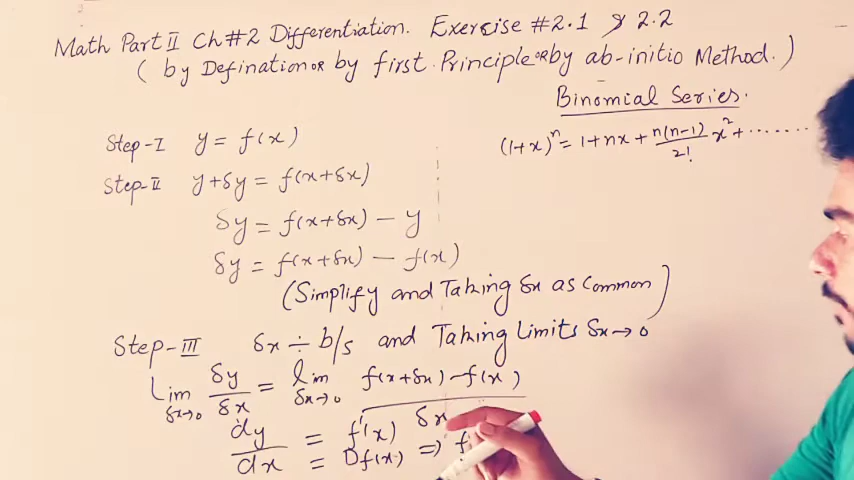 Math Part II Ch#2 Differentiation. Exercise #2.1 & 2.2
( by Defination OR by first Principle OR by ab-initio Method. )
Binomial Series.
(1+x)^n = 1+nx+ n(n-1)/2! x^2 + ........
Step-I y = f(x)
Step-II y+δy = f(x+δx)
δy = f(x+δx) - y
δy = f(x+δx) - f(x)
(Simplify and Taking δx as Common)
Step-III δx ÷ b/s and Taking Limits δx→0
Lim δx→0 δy/δx = lim δx→0 f(x+δx) - f(x) / δx
dy/dx = f'(x)
= Df(x) ⇒